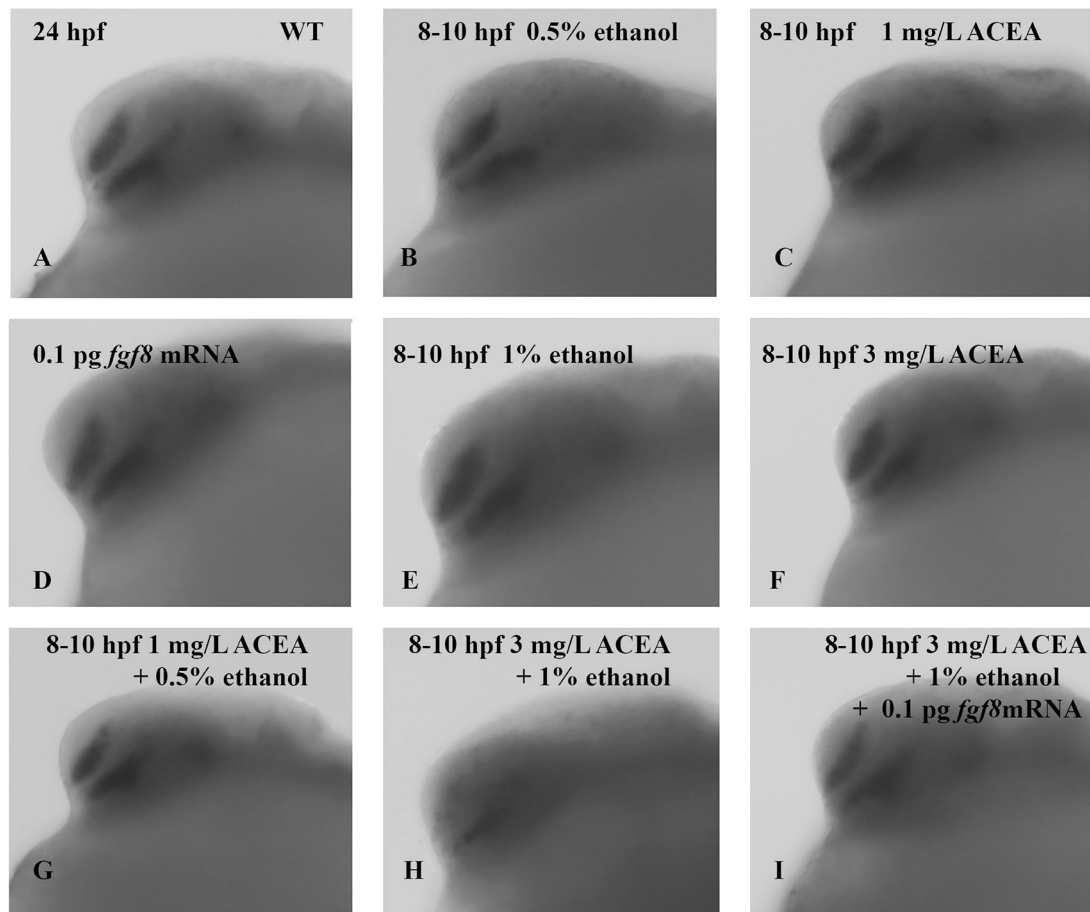 24 hpf WT
A
8-10 hpf 0.5% ethanol
B
8-10 hpf 1 mg/L ACEA
C
0.1 pg fgf8 mRNA
D
8-10 hpf 1% ethanol
E
8-10 hpf 3 mg/L ACEA
F
8-10 hpf 1 mg/L ACEA
+ 0.5% ethanol
G
8-10 hpf 3 mg/L ACEA
+ 1% ethanol
H
8-10 hpf 3 mg/L ACEA
+ 1% ethanol
+ 0.1 pg fgf8mRNA
I